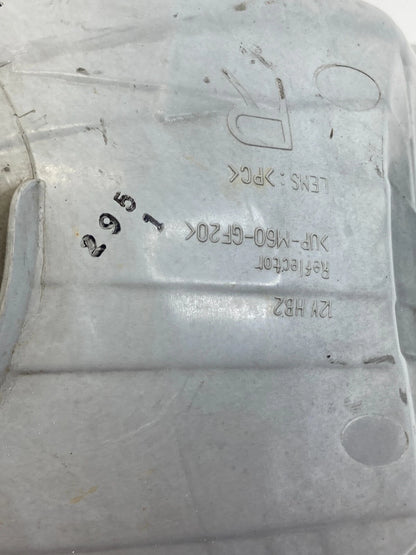 12V HB2
Reflector
>UP-M60-GF20<
LENS : >PC<
R
295
1